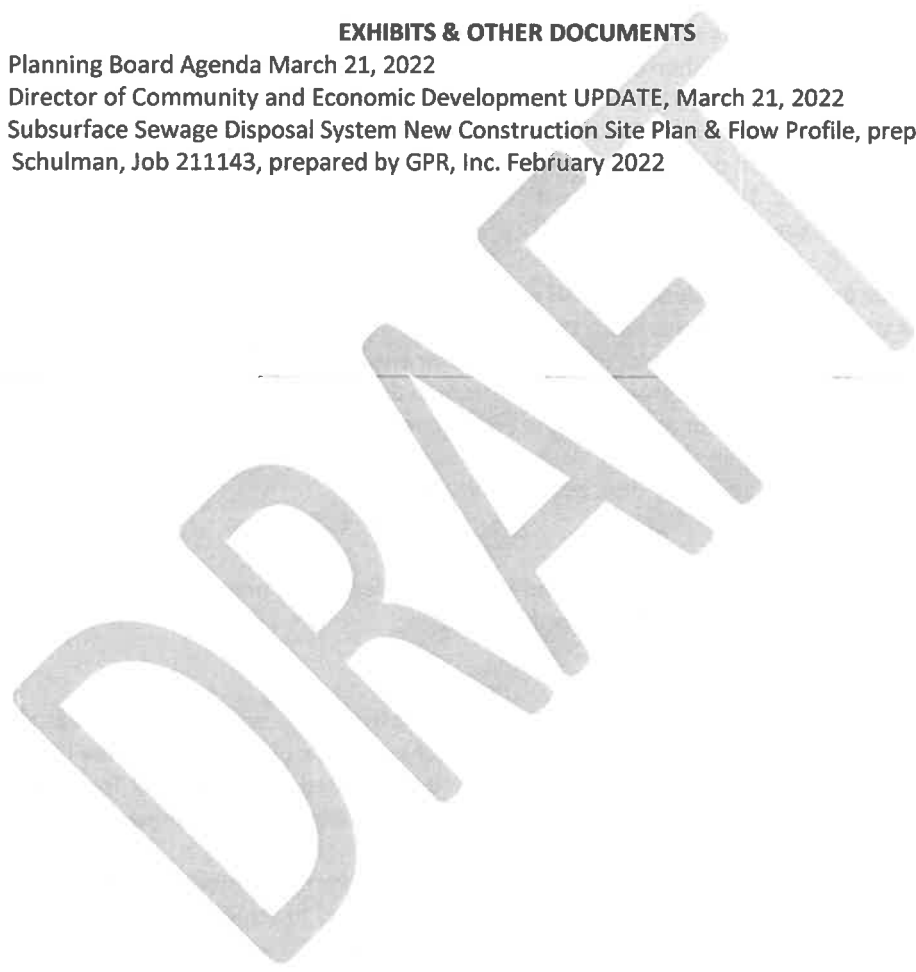 EXHIBITS & OTHER DOCUMENTS
Planning Board Agenda March 21, 2022
Director of Community and Economic Development UPDATE, March 21, 2022
Subsurface Sewage Disposal System New Construction Site Plan & Flow Profile, prep
Schulman, Job 211143, prepared by GPR, Inc. February 2022
DRAFT